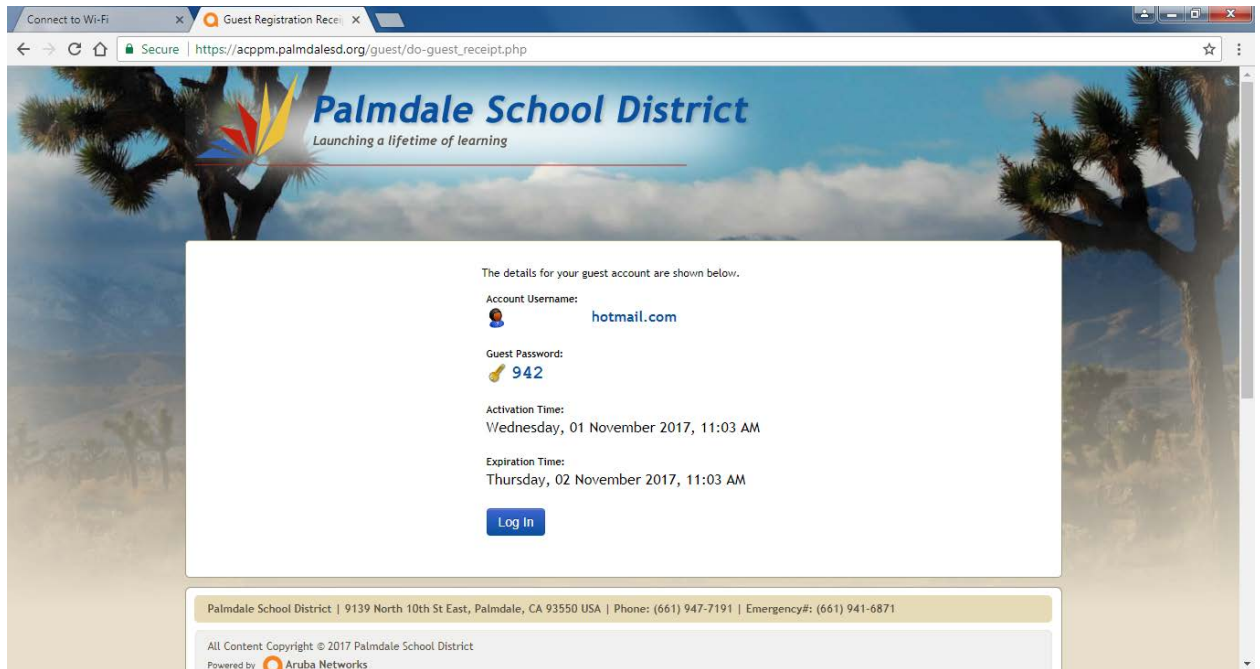 Connect to Wi-Fi
Guest Registration Recei
Secure
https://acppm.palmdalesd.org/guest/do-guest_receipt.php
Palmdale School District
Launching a lifetime of learning
The details for your guest account are shown below.
Account Username:
hotmail.com
Guest Password:
942
Activation Time:
Wednesday, 01 November 2017, 11:03 AM
Expiration Time:
Thursday, 02 November 2017, 11:03 AM
Log In
Palmdale School District | 9139 North 10th St East, Palmdale, CA 93550 USA | Phone: (661) 947-7191 | Emergency#: (661) 941-6871
All Content Copyright © 2017 Palmdale School District
Powered by Aruba Networks